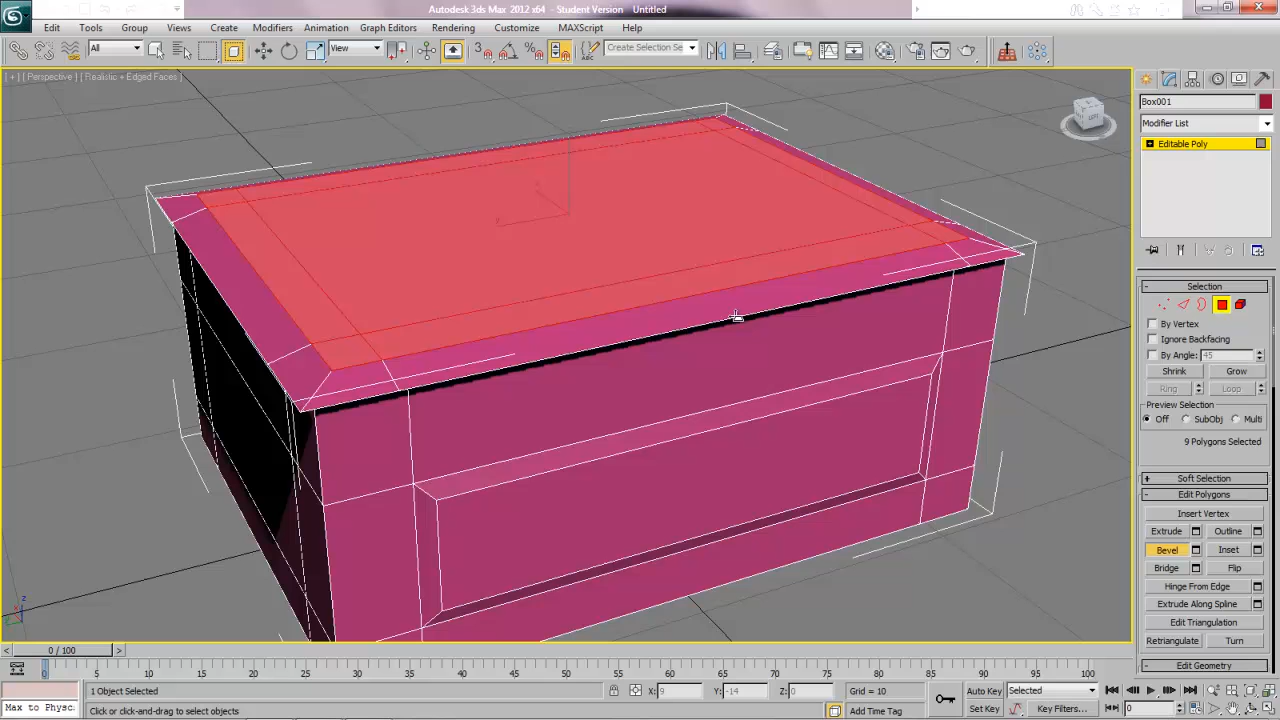 Autodesk 3ds Max 2012 x64 - Student Version    Untitled
Edit Tools Group Views Create Modifiers Animation Graph Editors Rendering Customize MAXScript Help
All View 3 Create Selection Se
[ + ] [ Perspective ] [ Realistic + Edged Faces ]
Box001
Modifier List
Editable Poly
- Selection
By Vertex
Ignore Backfacing
By Angle: 45
Shrink Grow
Ring Loop
Preview Selection
Off SubObj Multi
9 Polygons Selected
+ Soft Selection
- Edit Polygons
Insert Vertex
Extrude Outline
Bevel Inset
Bridge Flip
Hinge From Edge
Extrude Along Spline
Edit Triangulation
Retriangulate Turn
- Edit Geometry
z
< 0 / 100 >
0 5 10 15 20 25 30 35 40 45 50 55 60 65 70 75 80 85 90 95 100
1 Object Selected X: 9 Y: -14 Z: 0 Grid = 10 Auto Key Selected
Max to Physc: Click or click-and-drag to select objects Add Time Tag Set Key Key Filters... 0